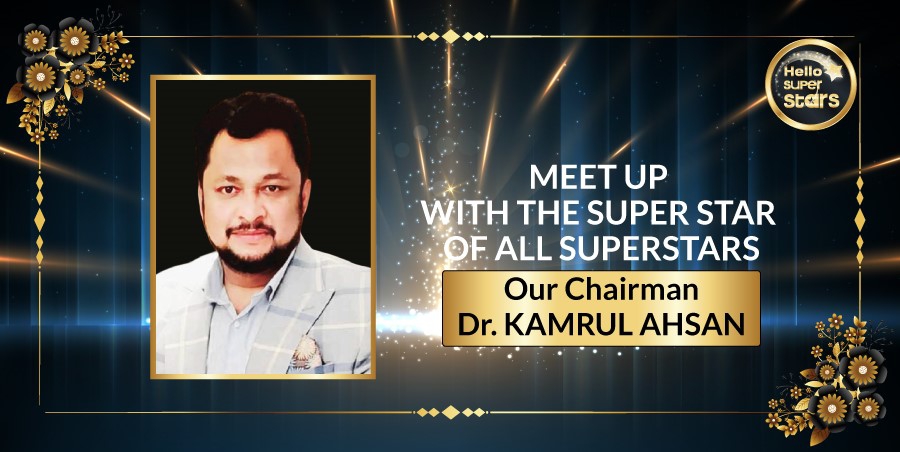 Hello
super
stars
MEET UP
WITH THE SUPER STAR
OF ALL SUPERSTARS
Our Chairman
Dr. KAMRUL AHSAN